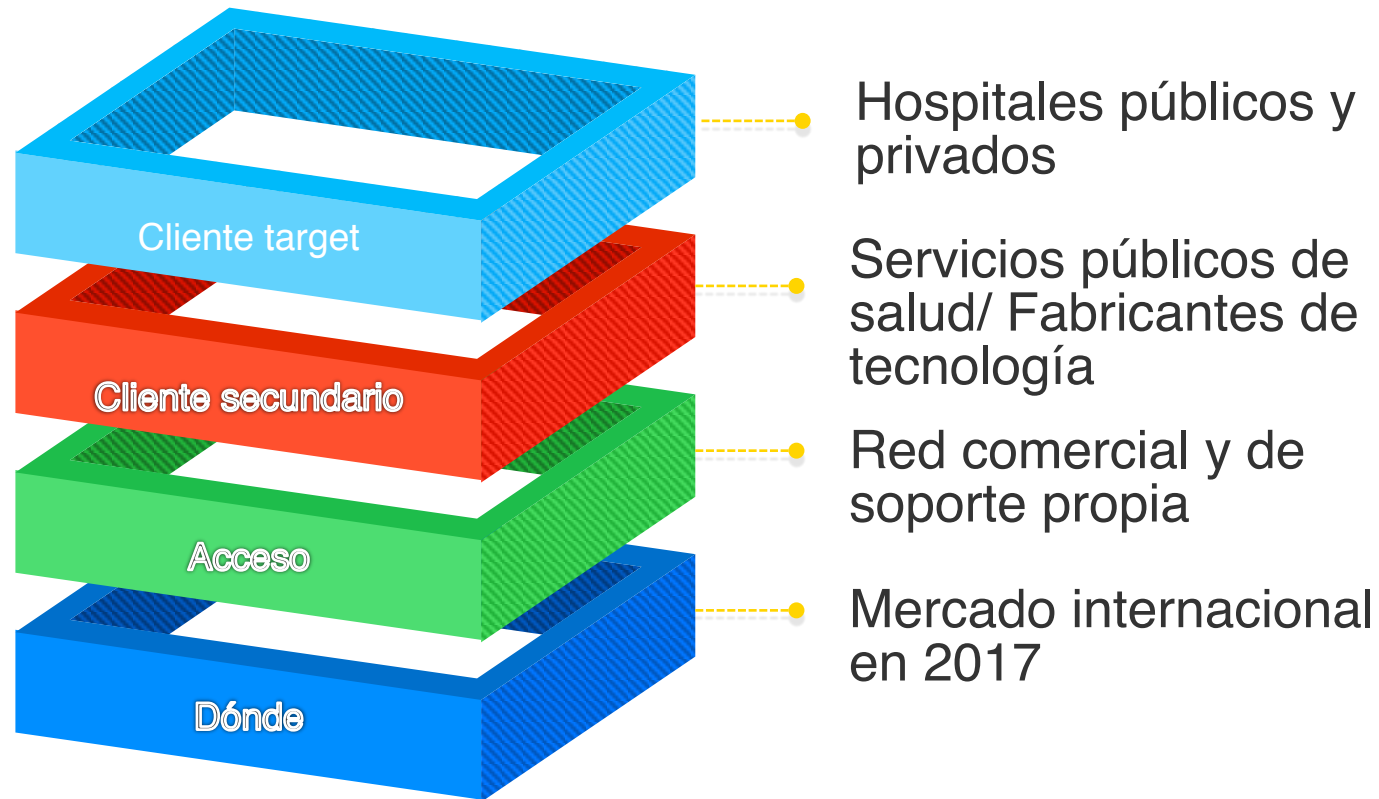 Cliente target
Hospitales públicos y
privados
Cliente secundario
Servicios públicos de
salud/ Fabricantes de
tecnología
Acceso
Red comercial y de
soporte propia
Dónde
Mercado internacional
en 2017